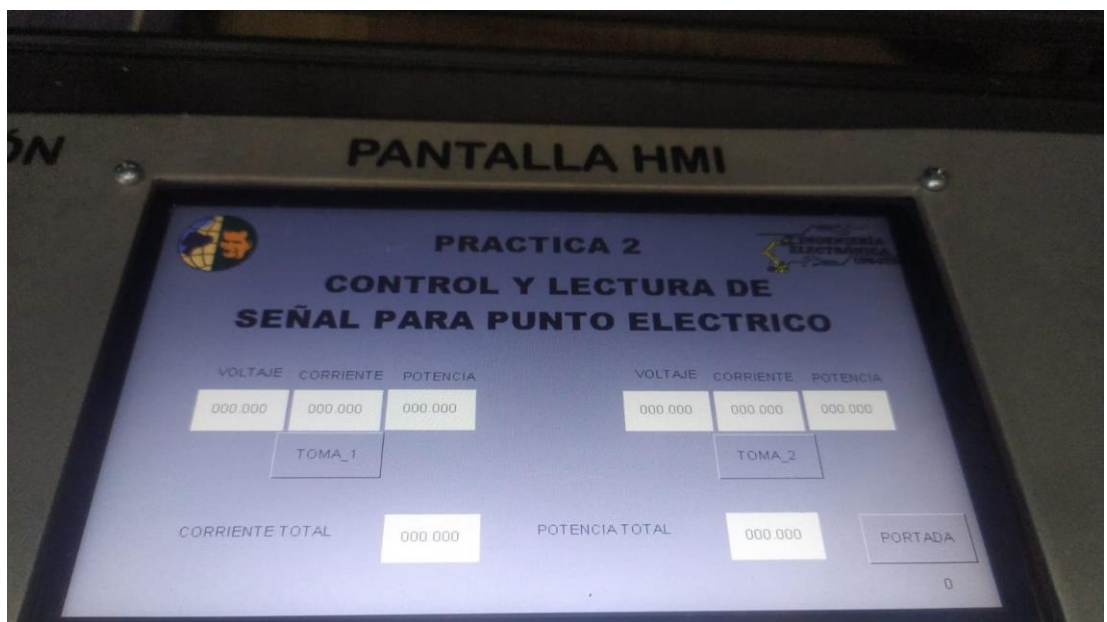 ÓN
PANTALLA HMI
PRACTICA 2
INGENIERÍA
ELECTRÓNICA
CONTROL Y LECTURA DE
SEÑAL PARA PUNTO ELECTRICO
VOLTAJE CORRIENTE POTENCIA
000.000 000.000 000.000
TOMA_1
VOLTAJE CORRIENTE POTENCIA
000.000 000.000 000.000
TOMA_2
CORRIENTE TOTAL 000.000
POTENCIA TOTAL 000.000
PORTADA
0